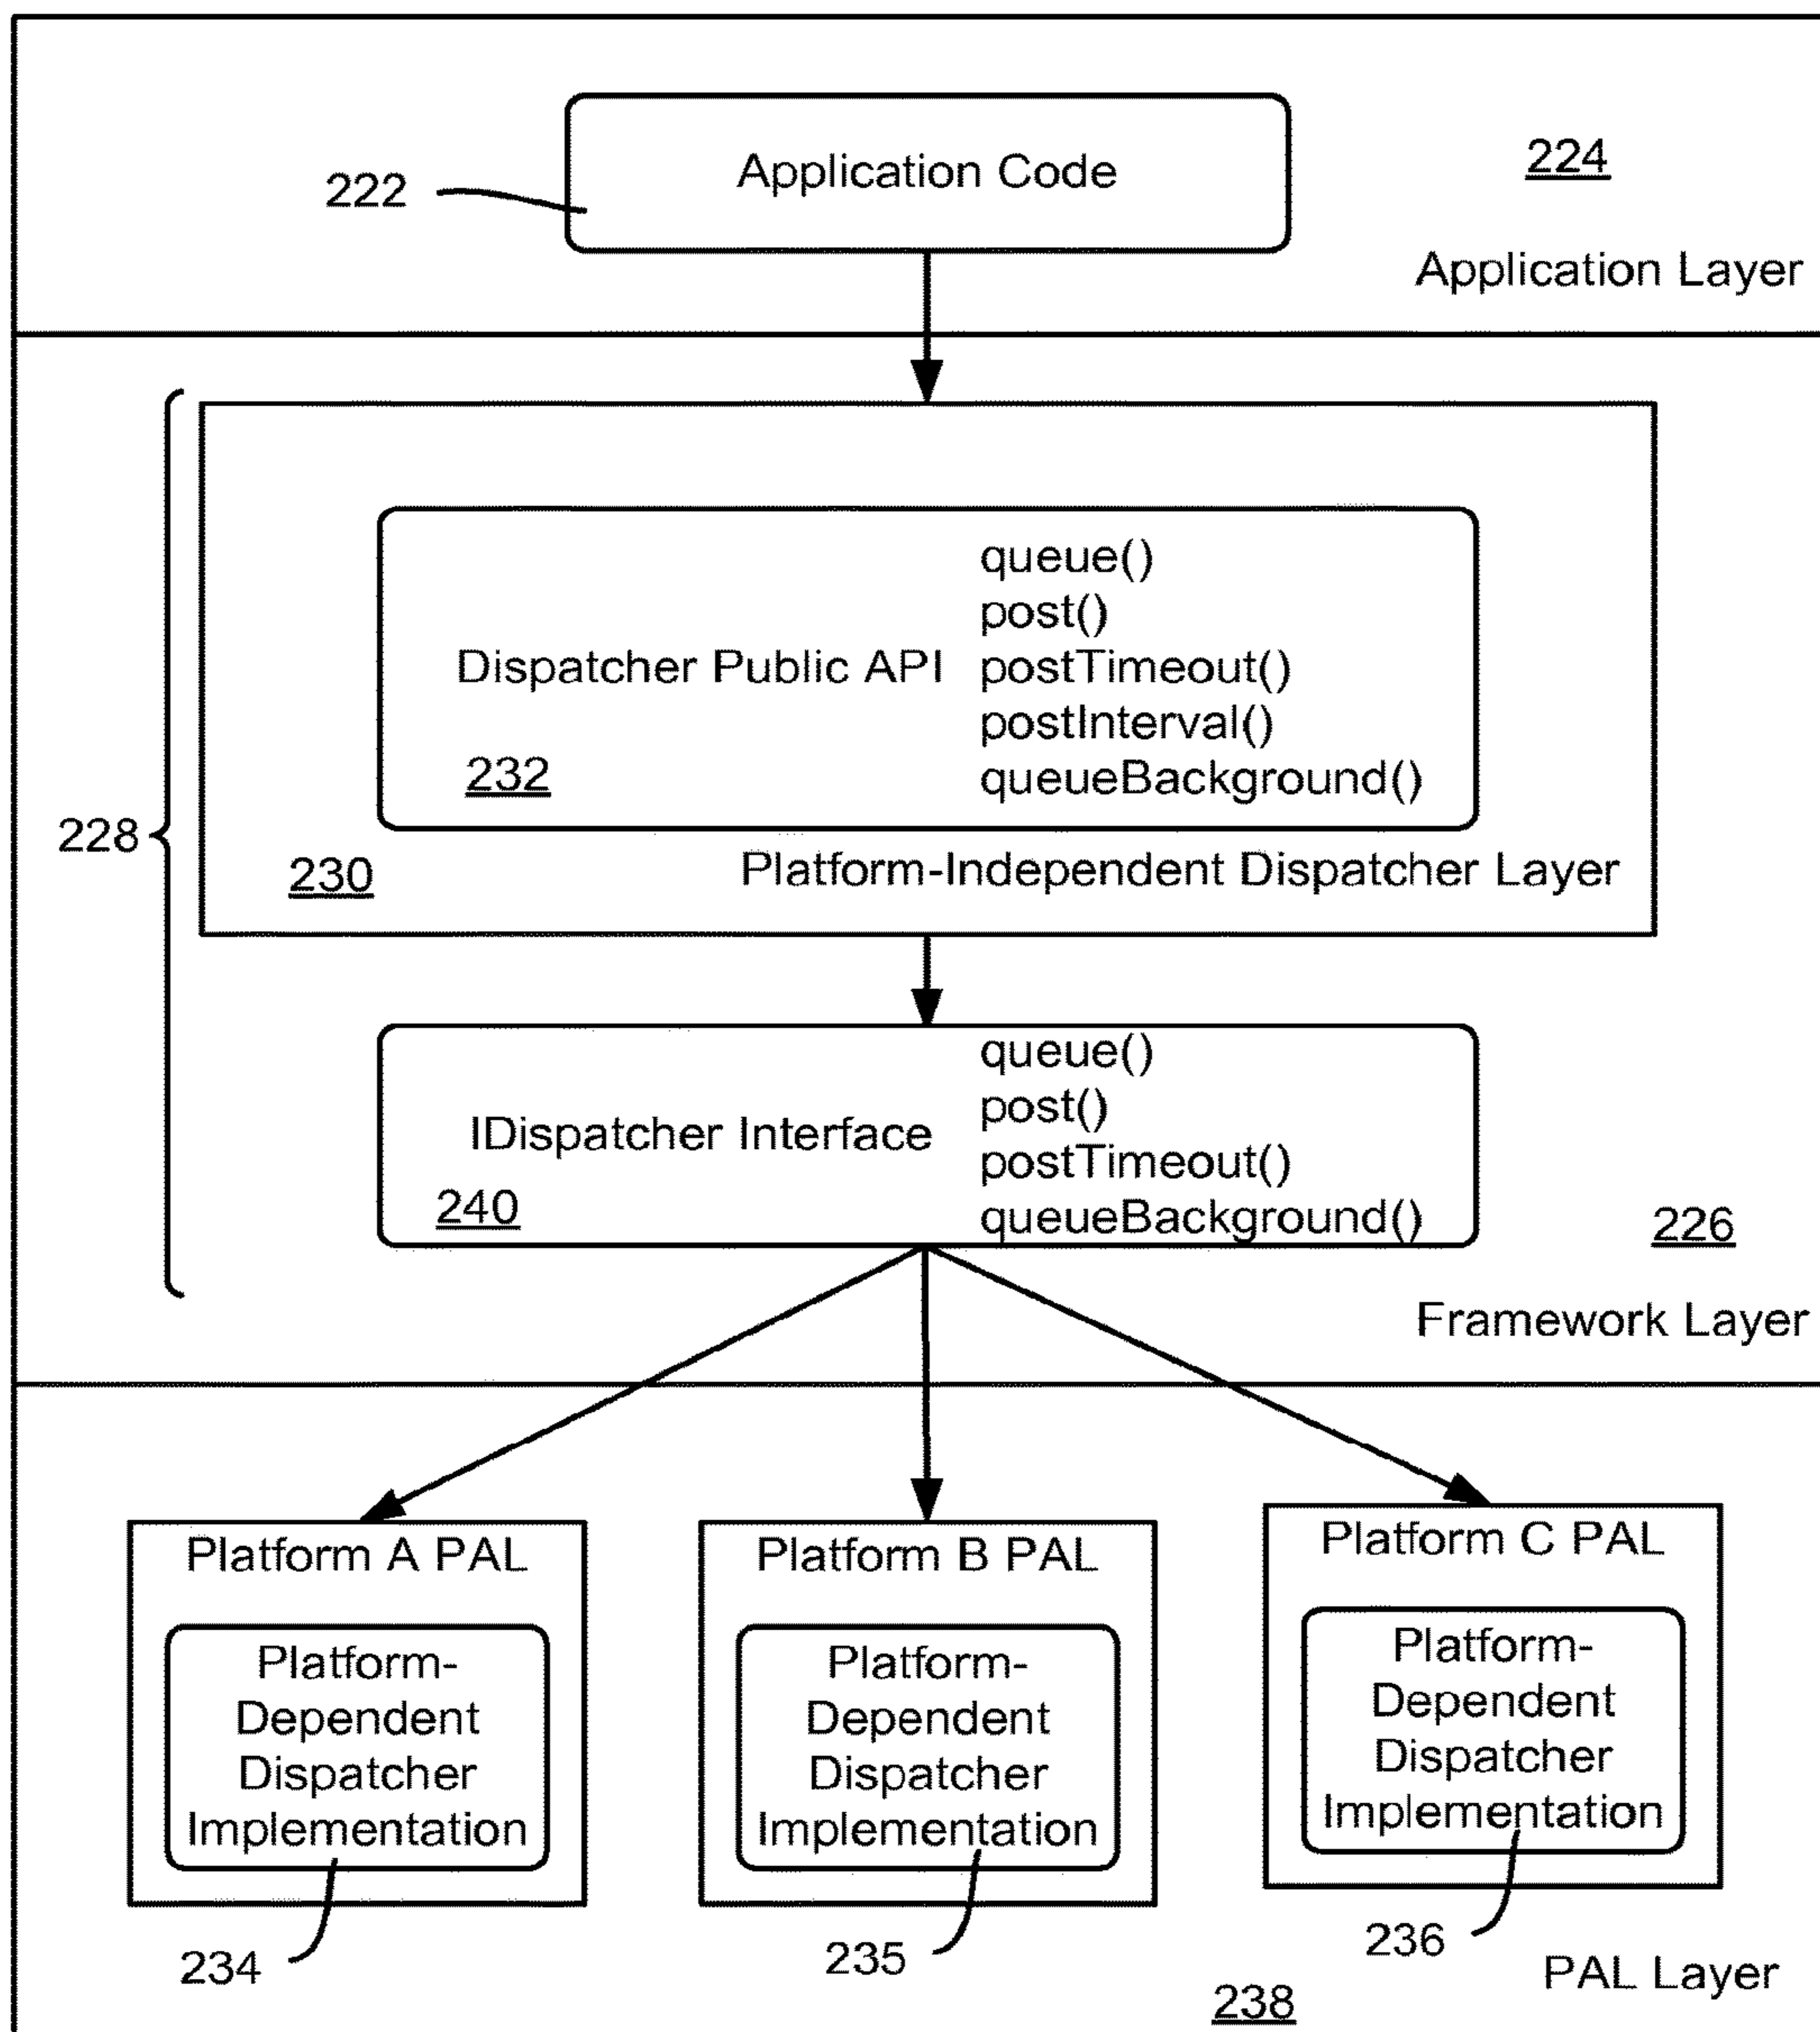 Application Code
224
222
Application Layer
queue()
post()
Dispatcher Public API postTimeout()
postInterval()
232 queueBackground()
228
230 Platform-Independent Dispatcher Layer
queue()
post()
IDispatcher Interface
postTimeout()
240 queueBackground()
226
Framework Layer
Platform A PAL
Platform-
Dependent
Dispatcher
Implementation
234
Platform B PAL
Platform-
Dependent
Dispatcher
Implementation
235
Platform C PAL
Platform-
Dependent
Dispatcher
Implementation
236
PAL Layer
238